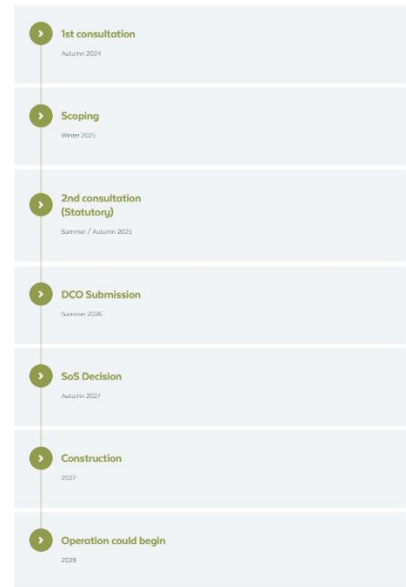 1st consultation
Autumn 2024
Scoping
Winter 2025
2nd consultation
(Statutory)
Summer / Autumn 2025
DCO Submission
Summer 2026
SoS Decision
Autumn 2027
Construction
2027
Operation could begin
2029